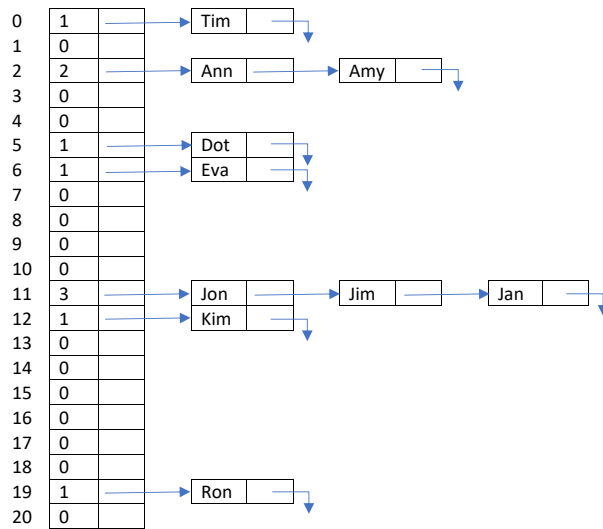 0 1 Tim
1 0
2 2 Ann Amy
3 0
4 0
5 1 Dot
6 1 Eva
7 0
8 0
9 0
10 0
11 3 Jon Jim Jan
12 1 Kim
13 0
14 0
15 0
16 0
17 0
18 0
19 1 Ron
20 0